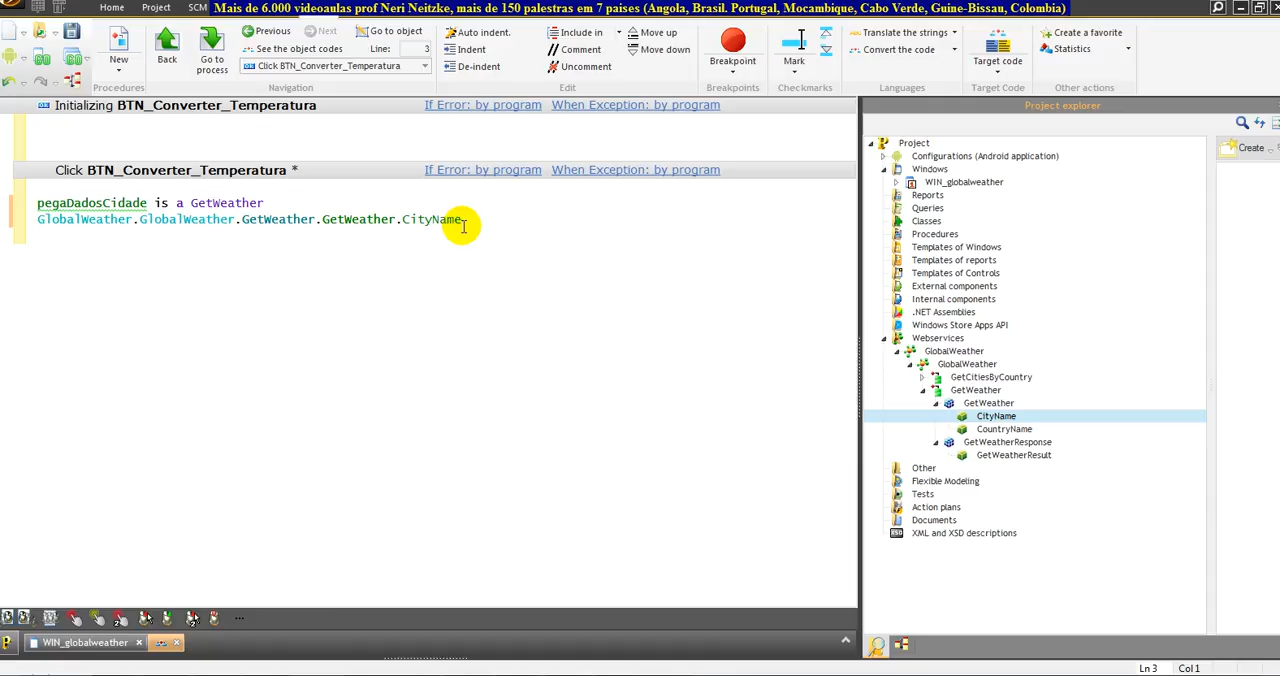 Home Project SCM Mais de 6.000 videoaulas prof Neri Neitzke, mais de 150 palestras em 7 paises (Angola, Brasil. Portugal, Mocambique, Cabo Verde, Guine-Bissau, Colombia)
Previous Next Go to object Auto indent. Include in Move up Translate the strings Create a favorite
See the object codes Line: 3 Indent Comment Move down Convert the code Statistics
New Back Go to process Click BTN_Converter_Temperatura De-indent Uncomment Breakpoint Mark Target code
Procedures Navigation Edit Breakpoints Checkmarks Languages Target Code Other actions
Initializing BTN_Converter_Temperatura If Error: by program When Exception: by program
Click BTN_Converter_Temperatura * If Error: by program When Exception: by program
pegaDadosCidade is a GetWeather
GlobalWeather.GlobalWeather.GetWeather.GetWeather.CityName
Project explorer
Create
Project
Configurations (Android application)
Windows
WIN_globalweather
Reports
Queries
Classes
Procedures
Templates of Windows
Templates of reports
Templates of Controls
External components
Internal components
.NET Assemblies
Windows Store Apps API
Webservices
GlobalWeather
GlobalWeather
GetCitiesByCountry
GetWeather
GetWeather
CityName
CountryName
GetWeatherResponse
GetWeatherResult
Other
Flexible Modeling
Tests
Action plans
Documents
XML and XSD descriptions
WIN_globalweather
Ln 3 Col 1